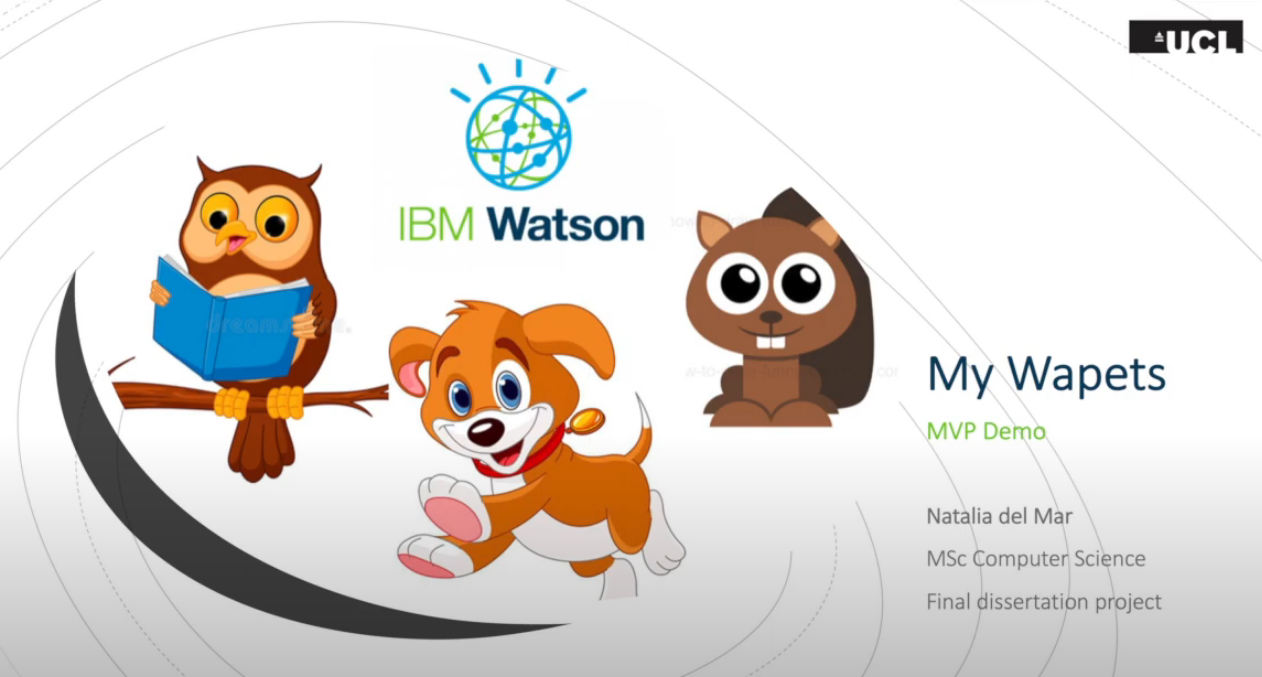 UCL
IBM Watson
My Wapets
MVP Demo
Natalia del Mar
MSc Computer Science
Final dissertation project